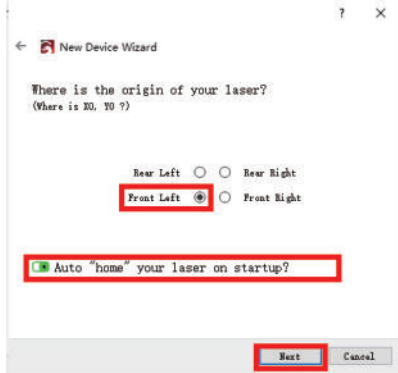 ?
New Device Wizard
Where is the origin of your laser?
(Where is X0, Y0 ?)
Rear Left Rear Right
Front Left Front Right
Auto "home" your laser on startup?
Next Cancel